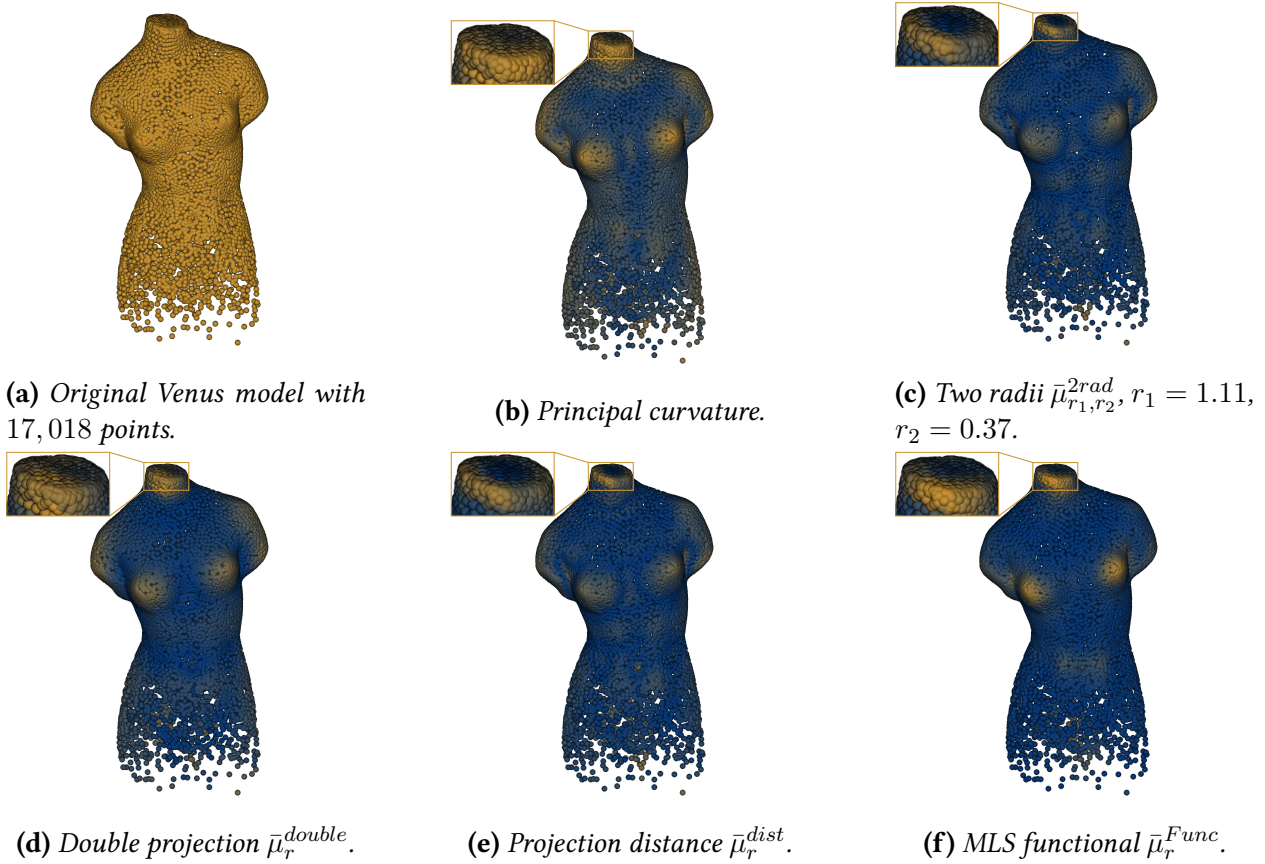 (a) Original Venus model with
17, 018 points.
(b) Principal curvature.
(c) Two radii μ̄^{2rad}_{r₁,r₂}, r₁ = 1.11,
r₂ = 0.37.
(d) Double projection μ̄^{double}_r.
(e) Projection distance μ̄^{dist}_r.
(f) MLS functional μ̄^{Func}_r.